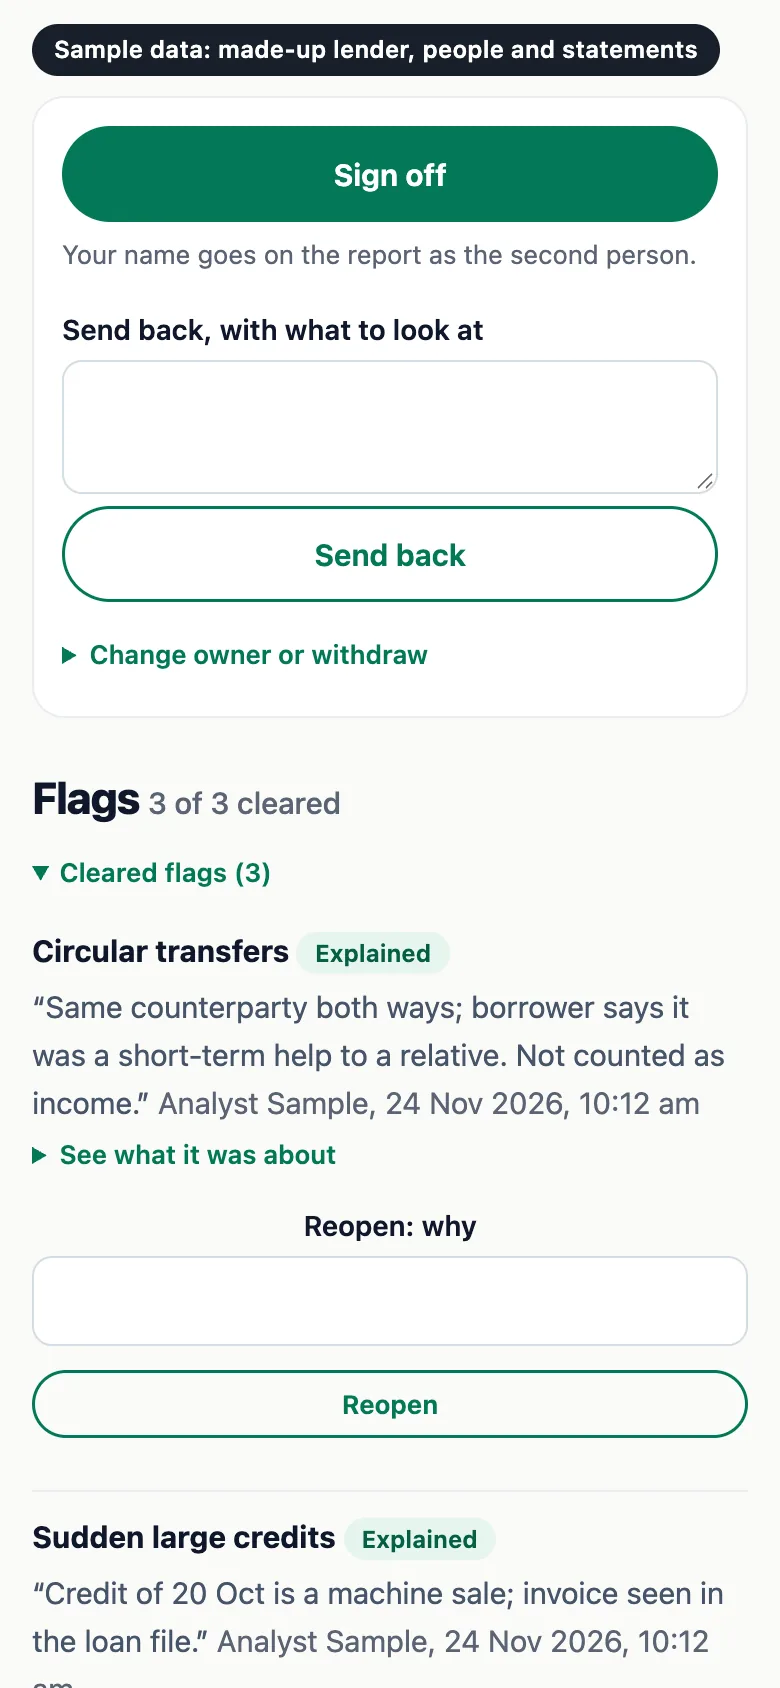 Sample data: made-up lender, people and statements
Sign off
Your name goes on the report as the second person.
Send back, with what to look at
Send back
Change owner or withdraw
Flags 3 of 3 cleared
Cleared flags (3)
Circular transfers Explained
“Same counterparty both ways; borrower says it
was a short-term help to a relative. Not counted as
income.” Analyst Sample, 24 Nov 2026, 10:12 am
See what it was about
Reopen: why
Reopen
Sudden large credits Explained
“Credit of 20 Oct is a machine sale; invoice seen in
the loan file.” Analyst Sample, 24 Nov 2026, 10:12
am